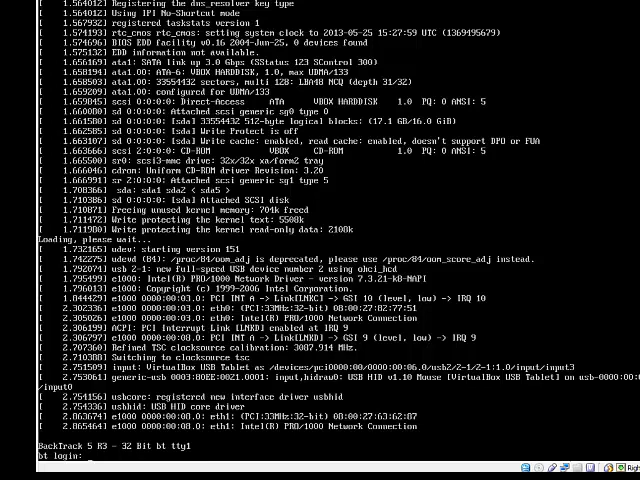 [    1.564012] Registering the dns_resolver key type
[    1.564012] Using IPI No-Shortcut mode
[    1.567932] registered taskstats version 1
[    1.574193] rtc_cmos rtc_cmos: setting system clock to 2013-05-25 15:27:59 UTC (1369495679)
[    1.574696] BIOS EDD facility v0.16 2004-Jun-25, 0 devices found
[    1.575132] EDD information not available.
[    1.656169] ata1: SATA link up 3.0 Gbps (SStatus 123 SControl 300)
[    1.658194] ata1.00: ATA-6: VBOX HARDDISK, 1.0, max UDMA/133
[    1.658503] ata1.00: 33554432 sectors, multi 128: LBA48 NCQ (depth 31/32)
[    1.659209] ata1.00: configured for UDMA/133
[    1.659845] scsi 0:0:0:0: Direct-Access     ATA      VBOX HARDDISK    1.0  PQ: 0 ANSI: 5
[    1.660080] sd 0:0:0:0: Attached scsi generic sg0 type 0
[    1.661580] sd 0:0:0:0: [sda] 33554432 512-byte logical blocks: (17.1 GB/16.0 GiB)
[    1.662585] sd 0:0:0:0: [sda] Write Protect is off
[    1.663107] sd 0:0:0:0: [sda] Write cache: enabled, read cache: enabled, doesn't support DPO or FUA
[    1.663666] scsi 2:0:0:0: CD-ROM            VBOX     CD-ROM           1.0  PQ: 0 ANSI: 5
[    1.665500] sr0: scsi3-mmc drive: 32x/32x xa/form2 tray
[    1.666046] cdrom: Uniform CD-ROM driver Revision: 3.20
[    1.666991] sr 2:0:0:0: Attached scsi generic sg1 type 5
[    1.708366]  sda: sda1 sda2 < sda5 >
[    1.710386] sd 0:0:0:0: [sda] Attached SCSI disk
[    1.710871] Freeing unused kernel memory: 704k freed
[    1.711472] Write protecting the kernel text: 5508k
[    1.711980] Write protecting the kernel read-only data: 2108k
Loading, please wait...
[    1.732165] udev: starting version 151
[    1.742275] udevd (84): /proc/84/oom_adj is deprecated, please use /proc/84/oom_score_adj instead.
[    1.792074] usb 2-1: new full-speed USB device number 2 using ohci_hcd
[    1.795499] e1000: Intel(R) PRO/1000 Network Driver - version 7.3.21-k8-NAPI
[    1.796013] e1000: Copyright (c) 1999-2006 Intel Corporation.
[    1.844429] e1000 0000:00:03.0: PCI INT A -> Link[LNKC] -> GSI 10 (level, low) -> IRQ 10
[    2.302336] e1000 0000:00:03.0: eth0: (PCI:33MHz:32-bit) 08:00:27:82:77:51
[    2.305026] e1000 0000:00:03.0: eth0: Intel(R) PRO/1000 Network Connection
[    2.306199] ACPI: PCI Interrupt Link [LNKD] enabled at IRQ 9
[    2.306797] e1000 0000:00:08.0: PCI INT A -> Link[LNKD] -> GSI 9 (level, low) -> IRQ 9
[    2.707360] Refined TSC clocksource calibration: 3007.914 MHz.
[    2.710388] Switching to clocksource tsc
[    2.751509] input: VirtualBox USB Tablet as /devices/pci0000:00/0000:00:06.0/usb2/2-1/2-1:1.0/input/input3
[    2.753061] generic-usb 0003:80EE:0021.0001: input,hidraw0: USB HID v1.10 Mouse [VirtualBox USB Tablet] on usb-0000:00:
/input0
[    2.754156] usbcore: registered new interface driver usbhid
[    2.754336] usbhid: USB HID core driver
[    2.863674] e1000 0000:00:08.0: eth1: (PCI:33MHz:32-bit) 08:00:27:63:62:87
[    2.865464] e1000 0000:00:08.0: eth1: Intel(R) PRO/1000 Network Connection
BackTrack 5 R3 - 32 Bit bt tty1
bt login: _
Righ